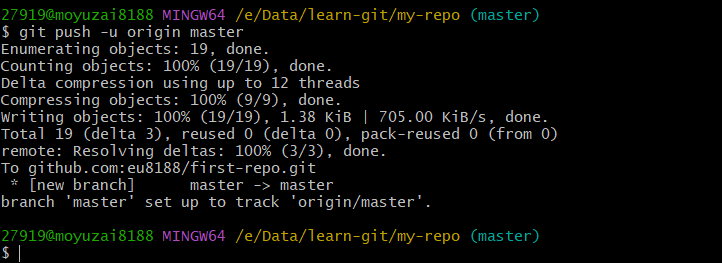 27919@moyuzai8188 MINGW64 /e/Data/learn-git/my-repo (master)
$ git push -u origin master
Enumerating objects: 19, done.
Counting objects: 100% (19/19), done.
Delta compression using up to 12 threads
Compressing objects: 100% (9/9), done.
Writing objects: 100% (19/19), 1.38 KiB | 705.00 KiB/s, done.
Total 19 (delta 3), reused 0 (delta 0), pack-reused 0 (from 0)
remote: Resolving deltas: 100% (3/3), done.
To github.com:eu8188/first-repo.git
 * [new branch]      master -> master
branch 'master' set up to track 'origin/master'.
27919@moyuzai8188 MINGW64 /e/Data/learn-git/my-repo (master)
$